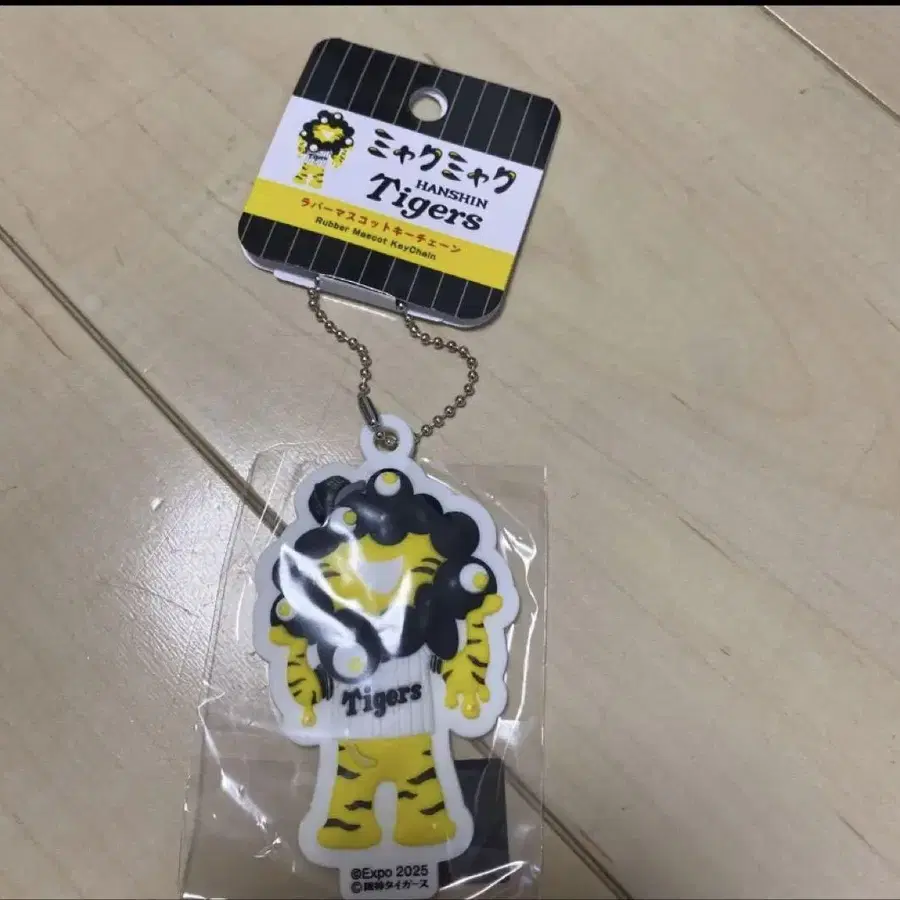 ミャクミャク
HANSHIN
Tigers
ラバーマスコットキーチェーン
Rubber Mascot KeyChain
Tigers
©Expo 2025
©阪神タイガース